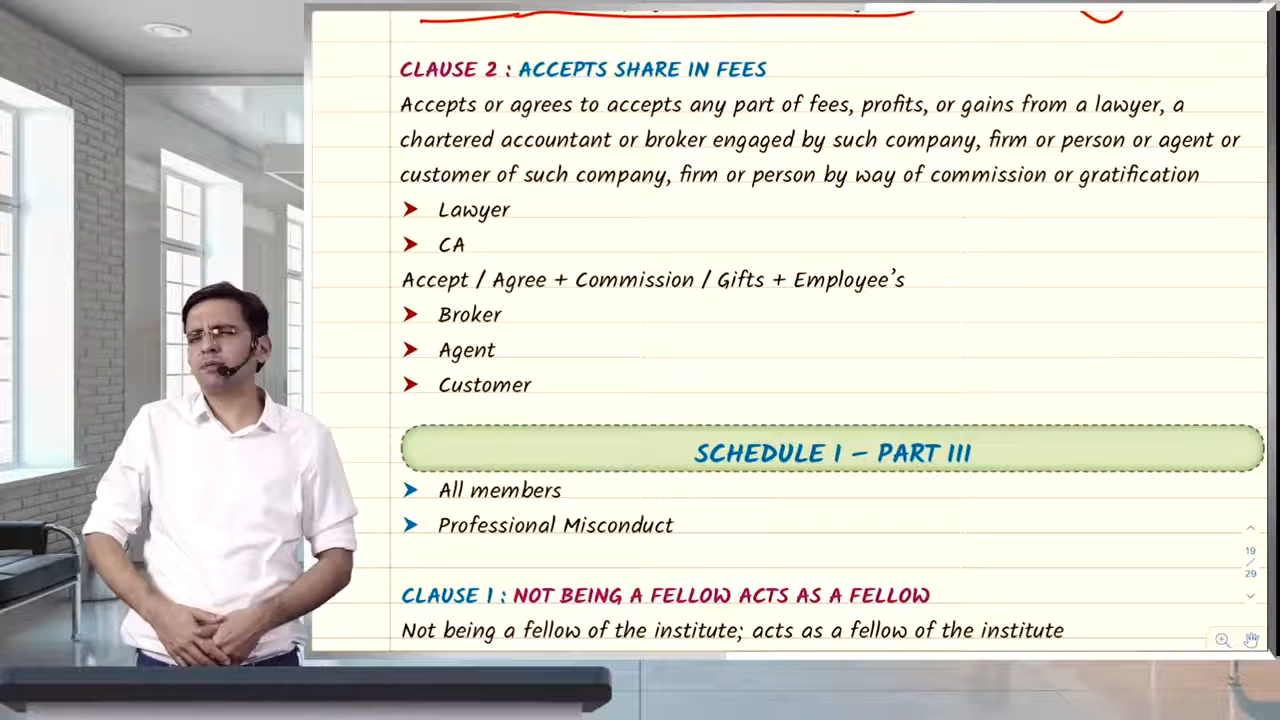 CLAUSE 2 : ACCEPTS SHARE IN FEES
Accepts or agrees to accepts any part of fees, profits, or gains from a lawyer, a
chartered accountant or broker engaged by such company, firm or person or agent or
customer of such company, firm or person by way of commission or gratification
➤ Lawyer
➤ CA
Accept / Agree + Commission / Gifts + Employee's
➤ Broker
➤ Agent
➤ Customer
SCHEDULE I – PART III
➤ All members
➤ Professional Misconduct
CLAUSE 1 : NOT BEING A FELLOW ACTS AS A FELLOW
Not being a fellow of the institute; acts as a fellow of the institute
19
/
29